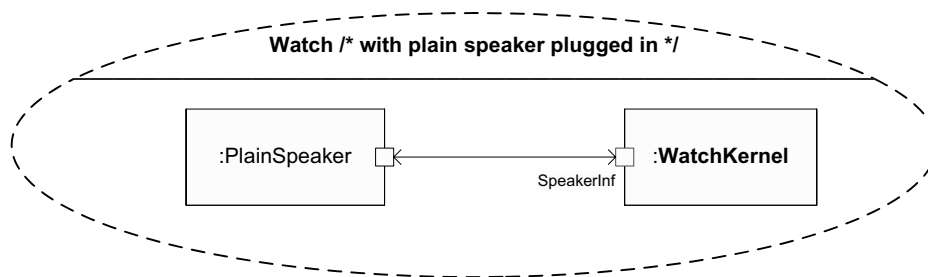 Watch /* with plain speaker plugged in */
:PlainSpeaker
:WatchKernel
SpeakerInf